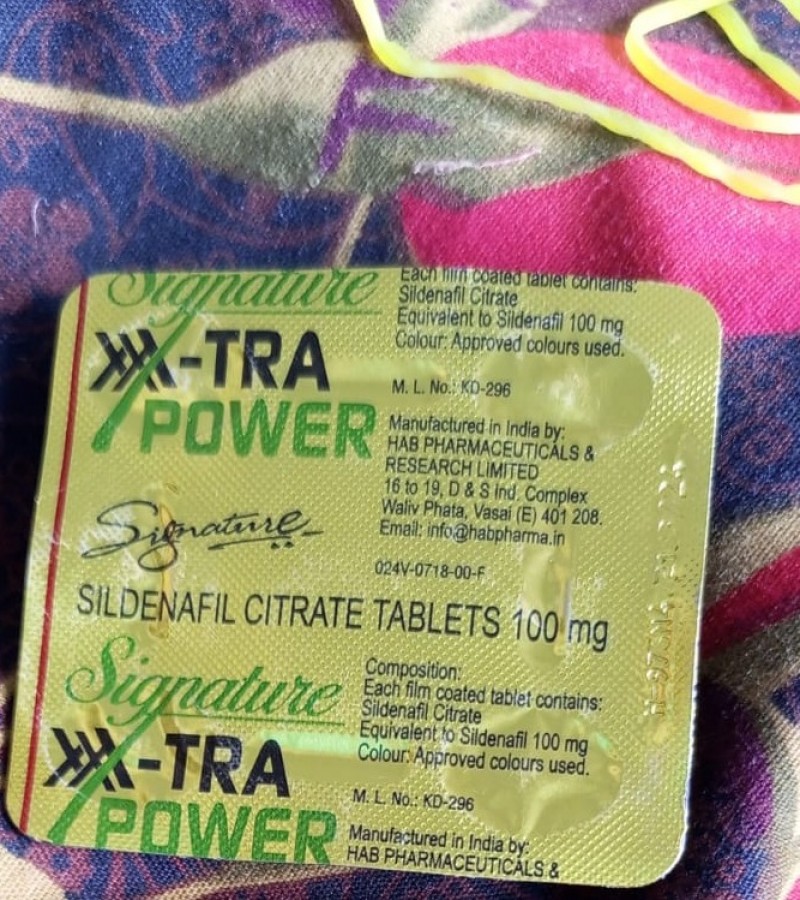 Signature
XXX-TRA
POWER
Each film coated tablet contains:
Sildenafil Citrate
Equivalent to Sildenafil 100 mg
Colour: Approved colours used.
M. L. No.: KD-296
Manufactured in India by:
HAB PHARMACEUTICALS &
RESEARCH LIMITED
16 to 19, D & S Ind. Complex
Waliv Phata, Vasai (E) 401 208.
Email: info@habpharma.in
Signature
024V-0718-00-F
SILDENAFIL CITRATE TABLETS 100 mg
Signature
XXX-TRA
POWER
Composition:
Each film coated tablet contains:
Sildenafil Citrate
Equivalent to Sildenafil 100 mg
Colour: Approved colours used.
M. L. No.: KD-296
Manufactured in India by:
HAB PHARMACEUTICALS &